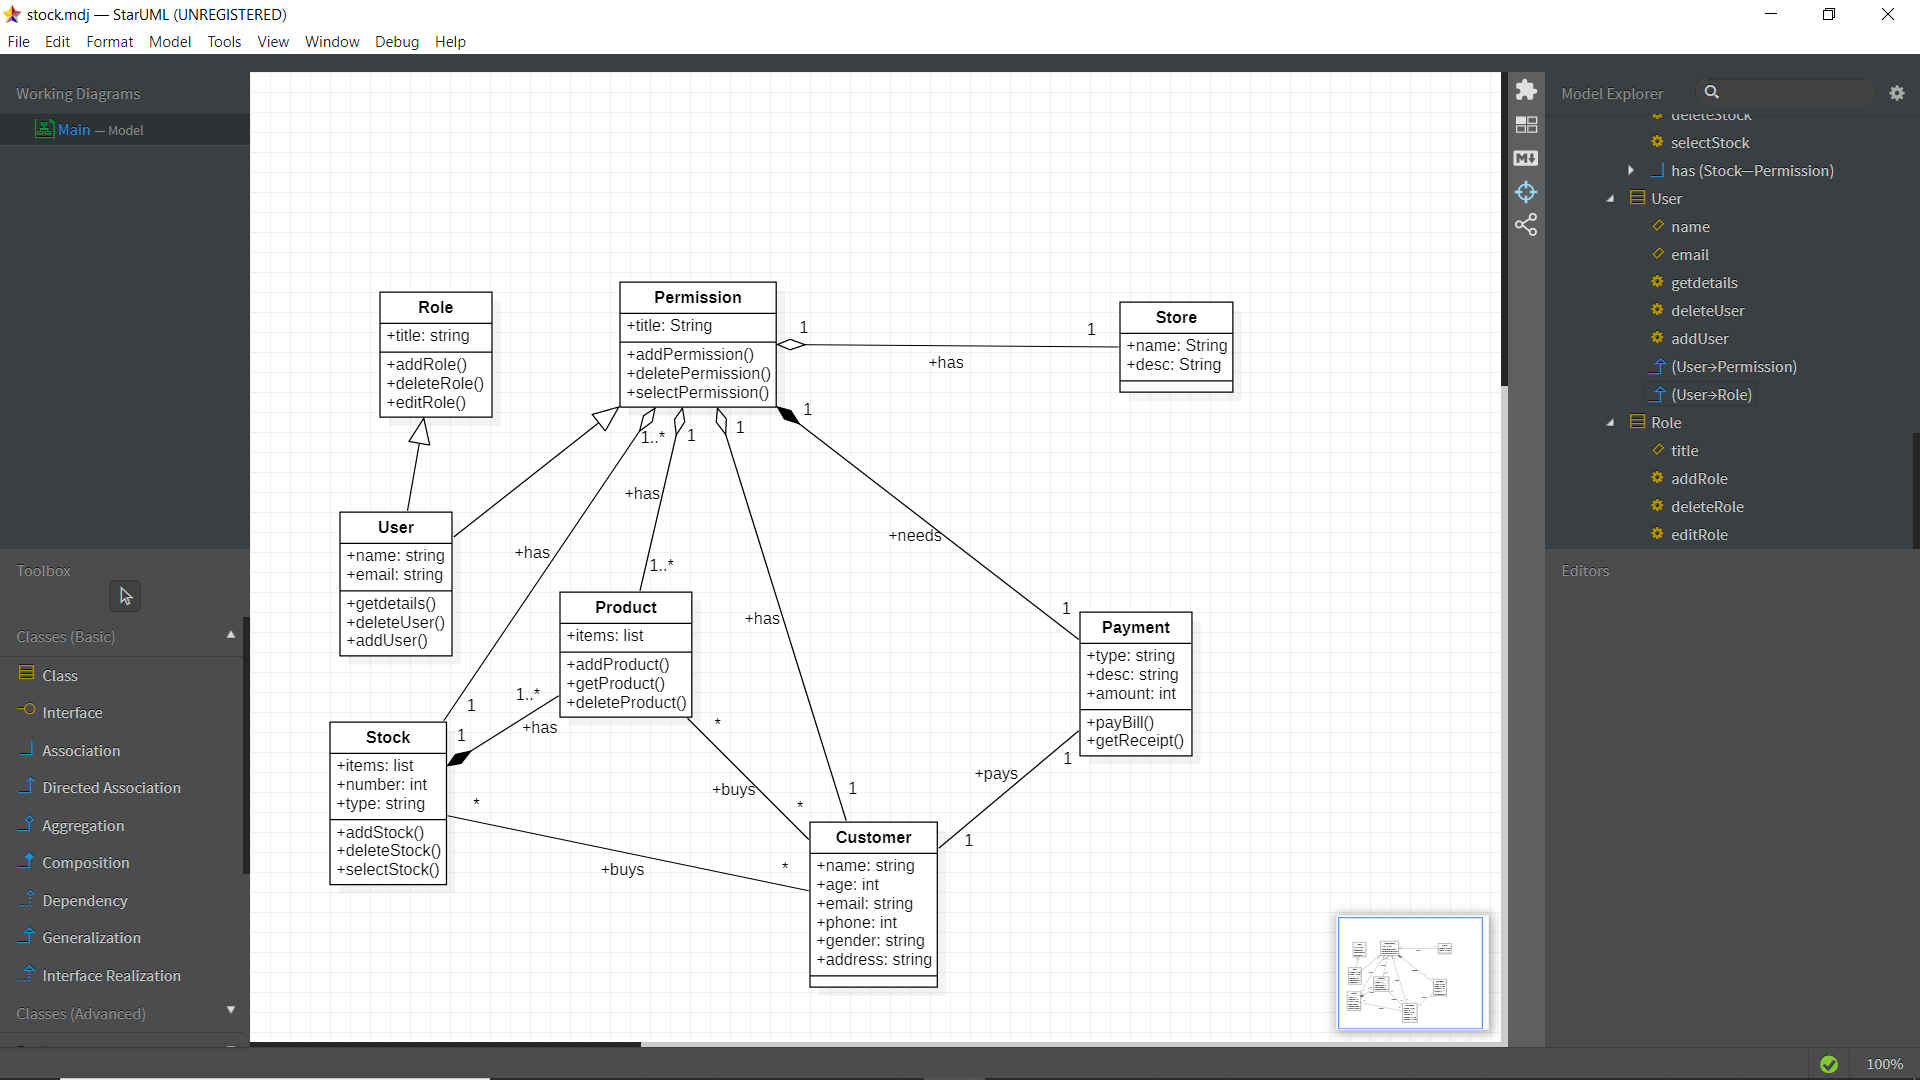 stock.mdj — StarUML (UNREGISTERED)
File Edit Format Model Tools View Window Debug Help
Working Diagrams
Main — Model
Toolbox
Classes (Basic)
Class
Interface
Association
Directed Association
Aggregation
Composition
Dependency
Generalization
Interface Realization
Classes (Advanced)
Role
+title: string
+addRole()
+deleteRole()
+editRole()
Permission
+title: String
+addPermission()
+deletePermission()
+selectPermission()
1
1
+has
Store
+name: String
+desc: String
1..*
1
1
1
+has
+has
+has
+needs
1..*
1
User
+name: string
+email: string
+getdetails()
+deleteUser()
+addUser()
Product
+items: list
+addProduct()
+getProduct()
+deleteProduct()
Payment
+type: string
+desc: string
+amount: int
+payBill()
+getReceipt()
1
1..*
1
+has
*
Stock
+items: list
+number: int
+type: string
+addStock()
+deleteStock()
+selectStock()
*
+buys
*
+buys
*
1
+pays
1
1
Customer
+name: string
+age: int
+email: string
+phone: int
+gender: string
+address: string
Model Explorer
deleteStock
selectStock
has (Stock—Permission)
User
name
email
getdetails
deleteUser
addUser
(User→Permission)
(User→Role)
Role
title
addRole
deleteRole
editRole
Editors
100%